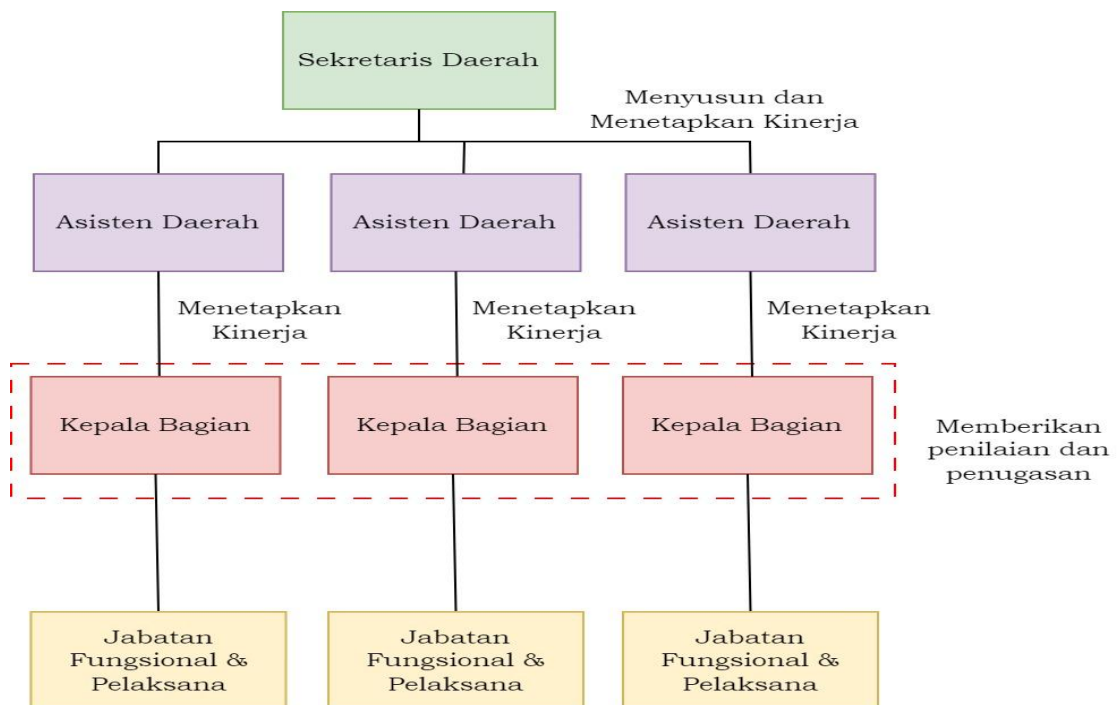 Sekretaris Daerah
Menyusun dan
Menetapkan Kinerja
Asisten Daerah
Asisten Daerah
Asisten Daerah
Menetapkan
Kinerja
Menetapkan
Kinerja
Menetapkan
Kinerja
Kepala Bagian
Kepala Bagian
Kepala Bagian
Memberikan
penilaian dan
penugasan
Jabatan
Fungsional &
Pelaksana
Jabatan
Fungsional &
Pelaksana
Jabatan
Fungsional &
Pelaksana